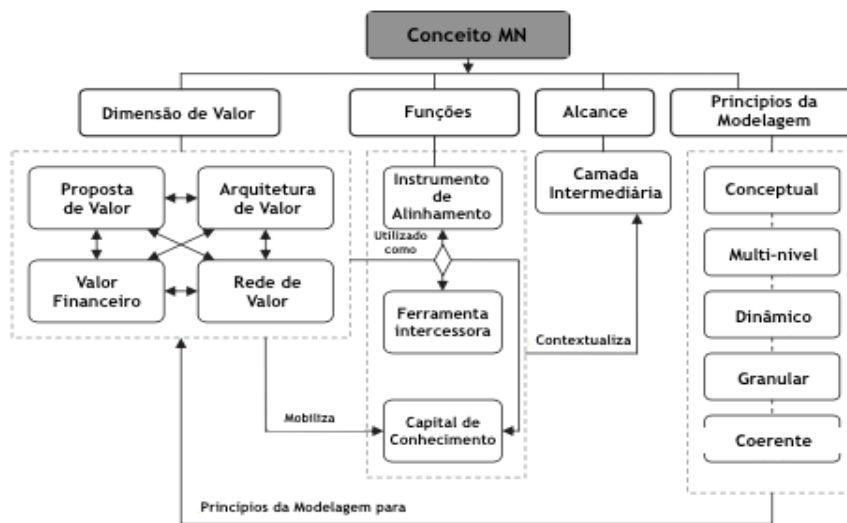 Conceito MN
Dimensão de Valor
Funções
Alcance
Princípios da
Modelagem
Proposta
de Valor
Arquitetura
de Valor
Valor
Financeiro
Rede de
Valor
Instrumento
de
Alinhamento
Utilizado
como
Ferramenta
intercessora
Capital de
Conhecimento
Camada
Intermediária
Contextualiza
Mobiliza
Conceptual
Multi-nivel
Dinâmico
Granular
Coerente
Princípios da Modelagem para